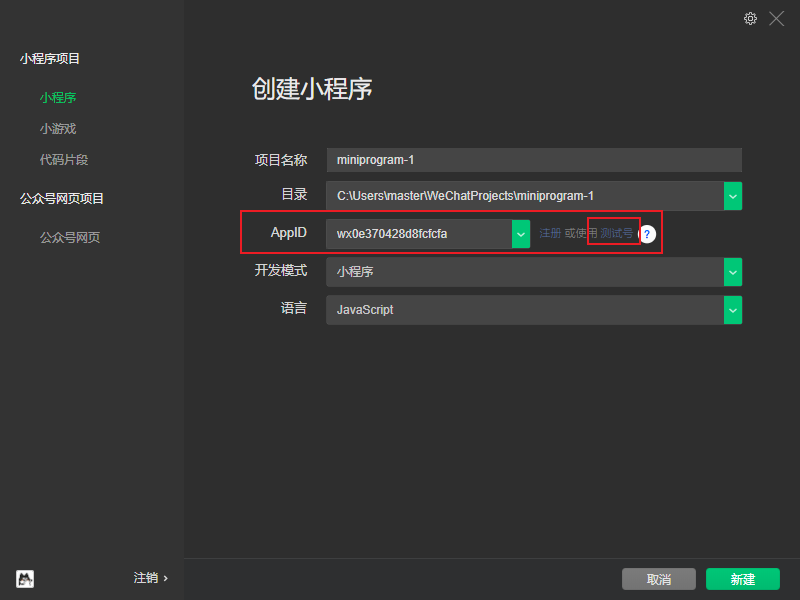 小程序项目
小程序
小游戏
代码片段
公众号网页项目
公众号网页
注销 ›
创建小程序
项目名称 miniprogram-1
目录 C:\Users\master\WeChatProjects\miniprogram-1
AppID wx0e370428d8fcfcfa 注册 或使用 测试号 ?
开发模式 小程序
语言 JavaScript
取消 新建